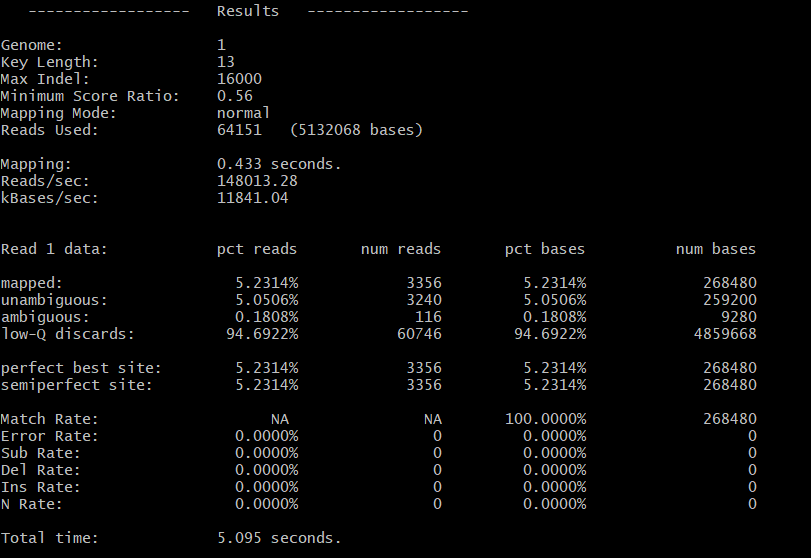 ------------------ Results ------------------
Genome: 1
Key Length: 13
Max Indel: 16000
Minimum Score Ratio: 0.56
Mapping Mode: normal
Reads Used: 64151 (5132068 bases)
Mapping: 0.433 seconds.
Reads/sec: 148013.28
kBases/sec: 11841.04
Read 1 data: pct reads num reads pct bases num bases
mapped: 5.2314% 3356 5.2314% 268480
unambiguous: 5.0506% 3240 5.0506% 259200
ambiguous: 0.1808% 116 0.1808% 9280
low-Q discards: 94.6922% 60746 94.6922% 4859668
perfect best site: 5.2314% 3356 5.2314% 268480
semiperfect site: 5.2314% 3356 5.2314% 268480
Match Rate: NA NA 100.0000% 268480
Error Rate: 0.0000% 0 0.0000% 0
Sub Rate: 0.0000% 0 0.0000% 0
Del Rate: 0.0000% 0 0.0000% 0
Ins Rate: 0.0000% 0 0.0000% 0
N Rate: 0.0000% 0 0.0000% 0
Total time: 5.095 seconds.